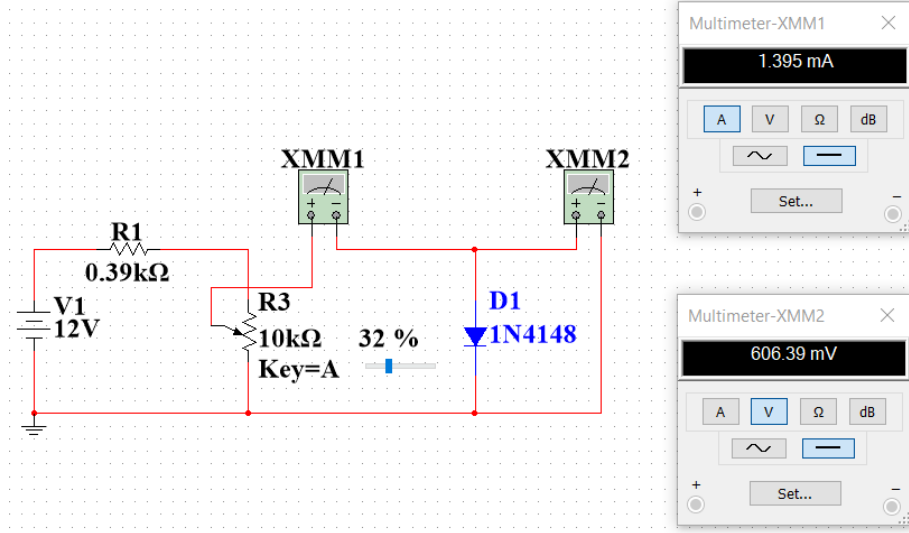 Multimeter-XMM1
1.395 mA
A V Ω dB
+ Set... –
XMM1 XMM2
+ – + –
R1
0.39kΩ
V1
12V
R3
10kΩ
Key=A
32 %
D1
1N4148
Multimeter-XMM2
606.39 mV
A V Ω dB
+ Set... –